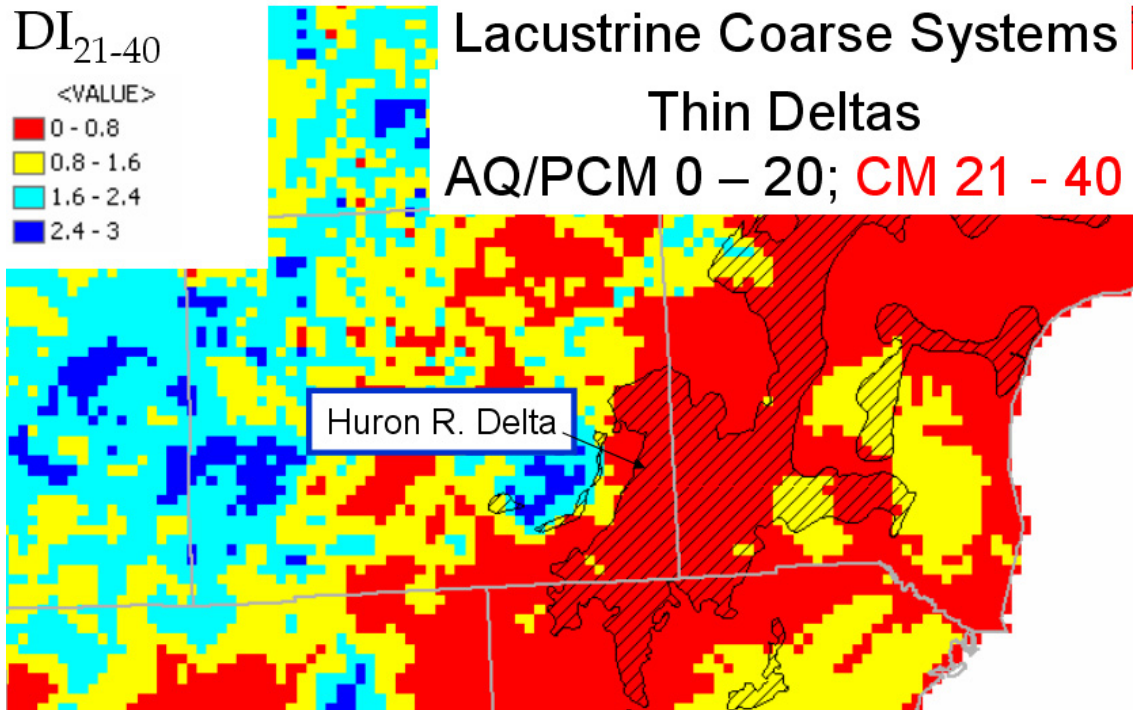 DI21-40
<VALUE>
0 - 0.8
0.8 - 1.6
1.6 - 2.4
2.4 - 3
Lacustrine Coarse Systems
Thin Deltas
AQ/PCM 0 – 20; CM 21 - 40
Huron R. Delta